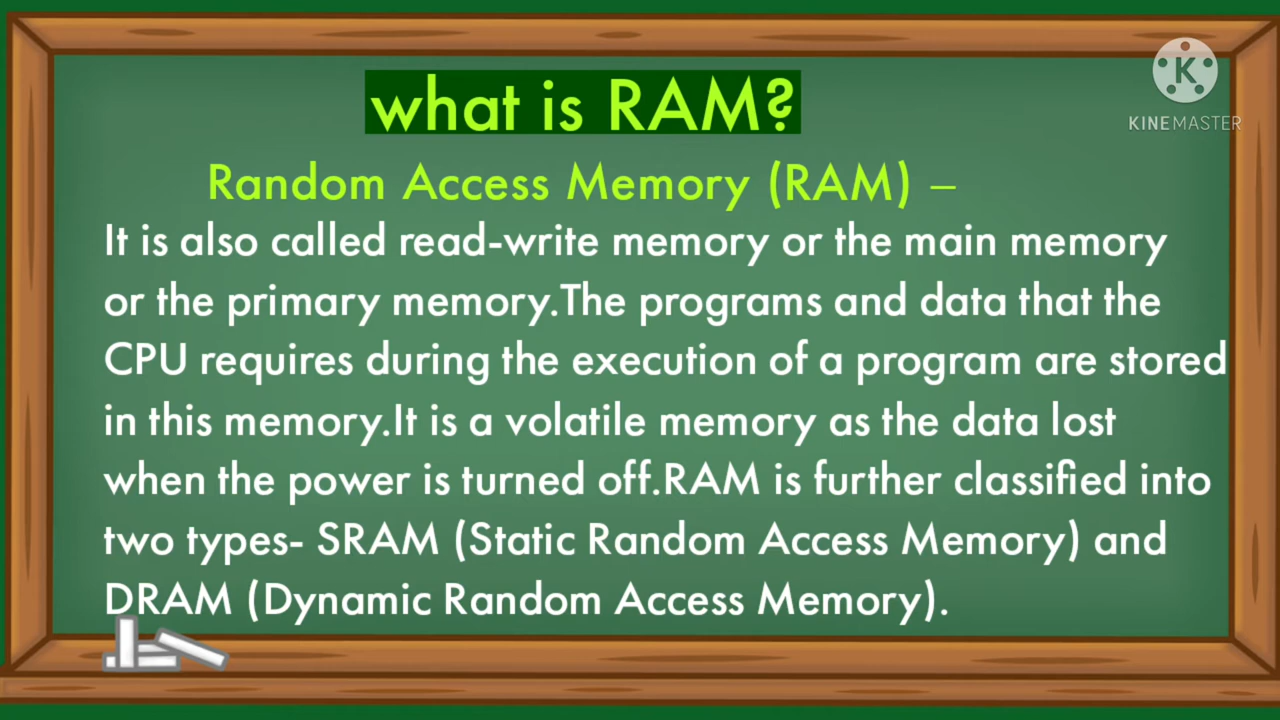 what is RAM?
K
KINEMASTER
Random Access Memory (RAM) –
It is also called read-write memory or the main memory
or the primary memory.The programs and data that the
CPU requires during the execution of a program are stored
in this memory.It is a volatile memory as the data lost
when the power is turned off.RAM is further classified into
two types- SRAM (Static Random Access Memory) and
DRAM (Dynamic Random Access Memory).